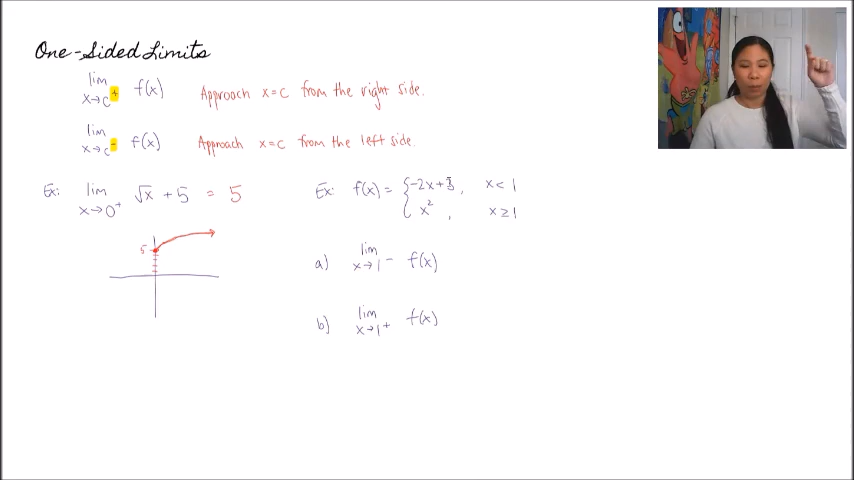 One-Sided Limits
lim x→c⁺ f(x) Approach x=c from the right side.
lim x→c⁻ f(x) Approach x=c from the left side.
Ex: lim x→0⁺ √x + 5 = 5
5
Ex: f(x) = { -2x+3, x < 1
x², x ≥ 1
a) lim x→1⁻ f(x)
b) lim x→1⁺ f(x)